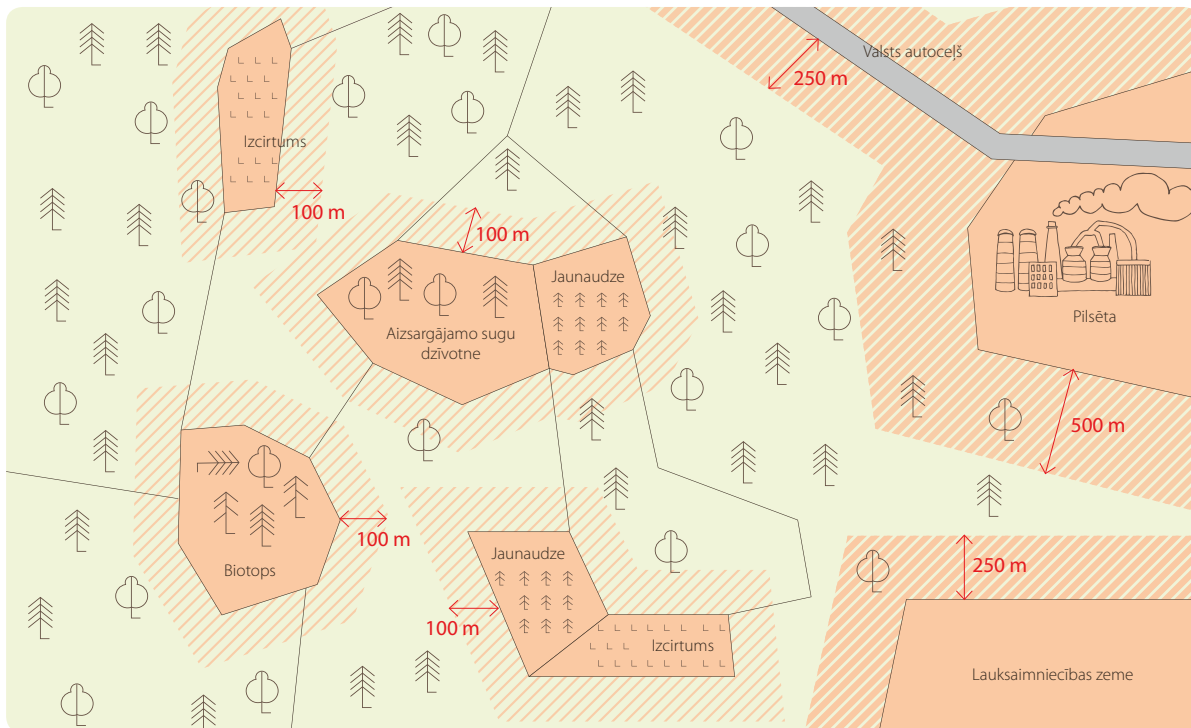 Valsts autoceļš
250 m
Izcirtums
100 m
100 m
Jaunaudze
Aizsargājamo sugu
dzīvotne
Pilsēta
500 m
100 m
Biotops
Jaunaudze
250 m
100 m
Izcirtums
Lauksaimniecības zeme